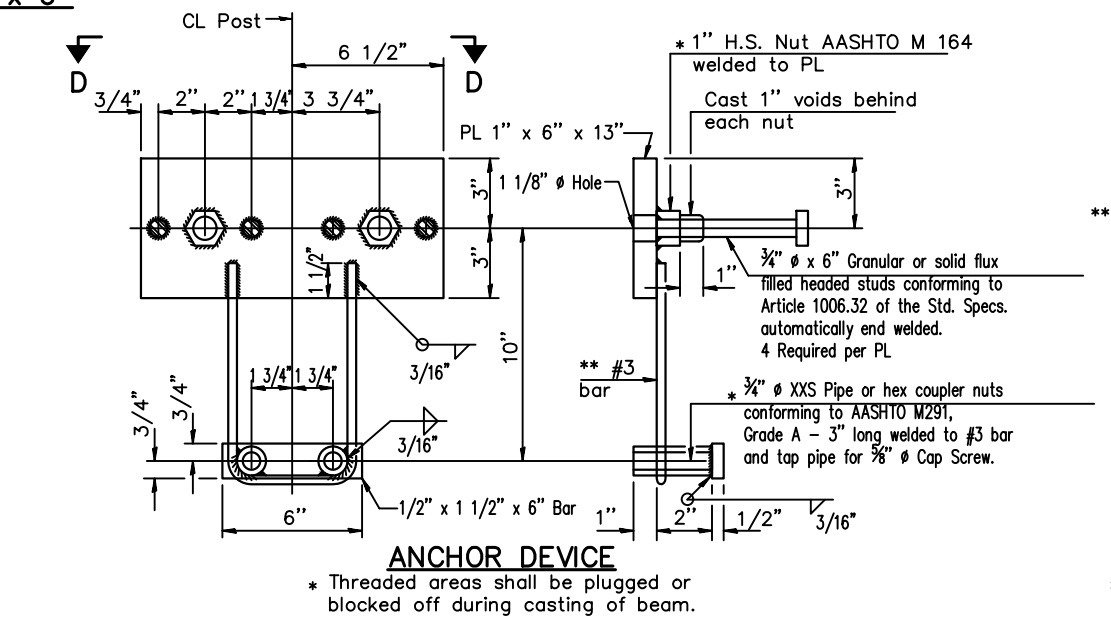 x 6"
CL Post
D
D
6 1/2"
* 1" H.S. Nut AASHTO M 164
welded to PL
3/4"
2"
2"
1 3/4"
3 3/4"
Cast 1" voids behind
each nut
PL 1" x 6" x 13"
1 1/8" ø Hole
3"
3"
3"
**
1 1/2"
1"
3/4" ø x 6" Granular or solid flux
filled headed studs conforming to
Article 1006.32 of the Std. Specs.
automatically end welded.
4 Required per PL
10"
3/16"
** #3
bar
1 3/4"
1 3/4"
3/4"
3/4"
3/16"
* 3/4" ø XXS Pipe or hex coupler nuts
conforming to AASHTO M291,
Grade A - 3" long welded to #3 bar
and tap pipe for 5/8" ø Cap Screw.
1/2" x 1 1/2" x 6" Bar
6"
1"
2"
1/2"
3/16"
ANCHOR DEVICE
* Threaded areas shall be plugged or
blocked off during casting of beam.